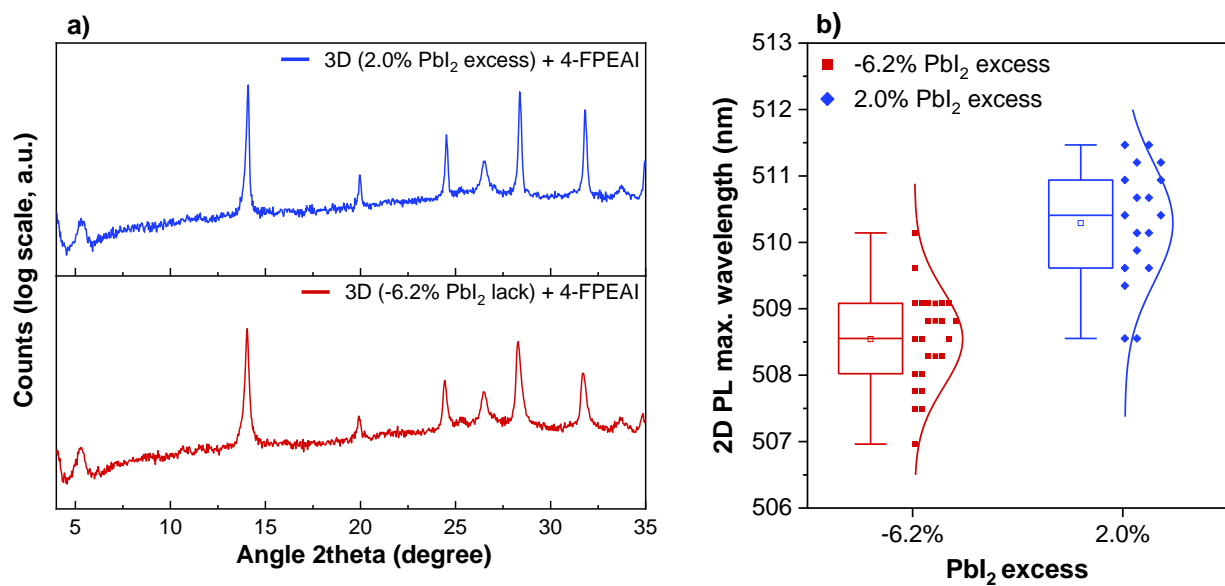 a)
3D (2.0% PbI2 excess) + 4-FPEAI
3D (-6.2% PbI2 lack) + 4-FPEAI
Counts (log scale, a.u.)
5 10 15 20 25 30 35
Angle 2theta (degree)
b)
-6.2% PbI2 excess
2.0% PbI2 excess
2D PL max. wavelength (nm)
513
512
511
510
509
508
507
506
-6.2% 2.0%
PbI2 excess